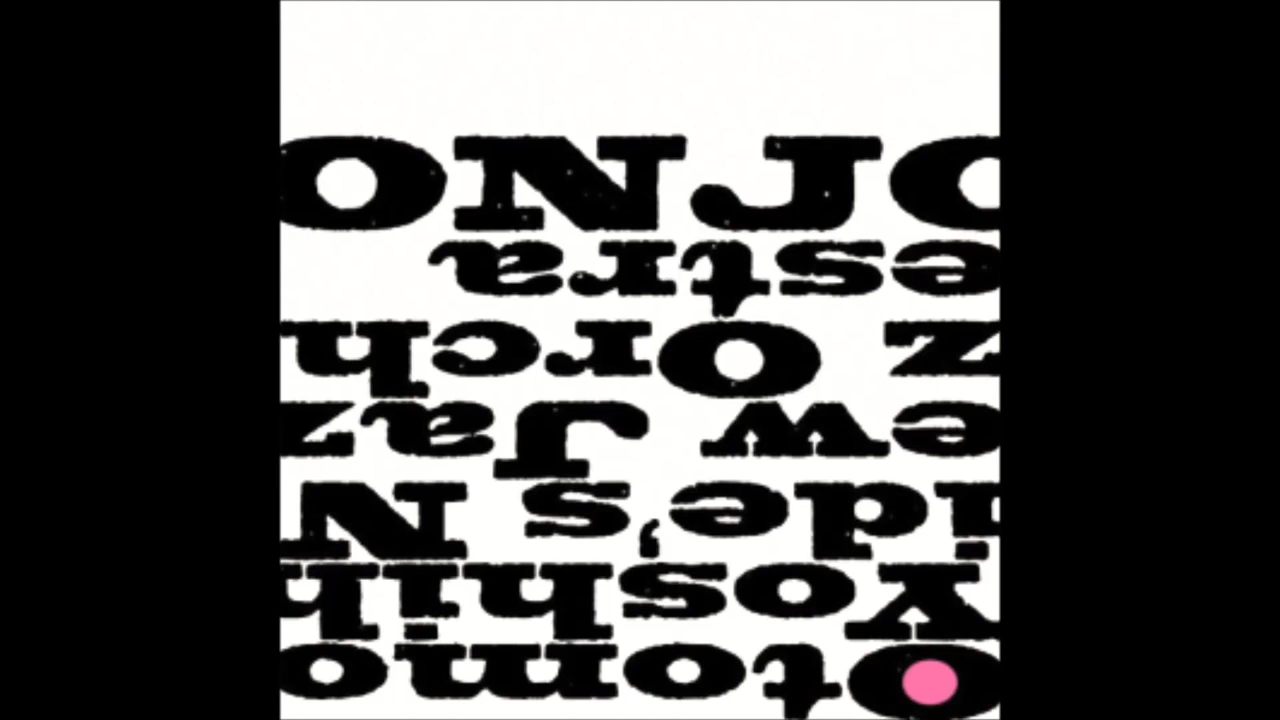 Otomo
Yoshih
ide's N
ew Jaz
z Orch
estra
ONJO